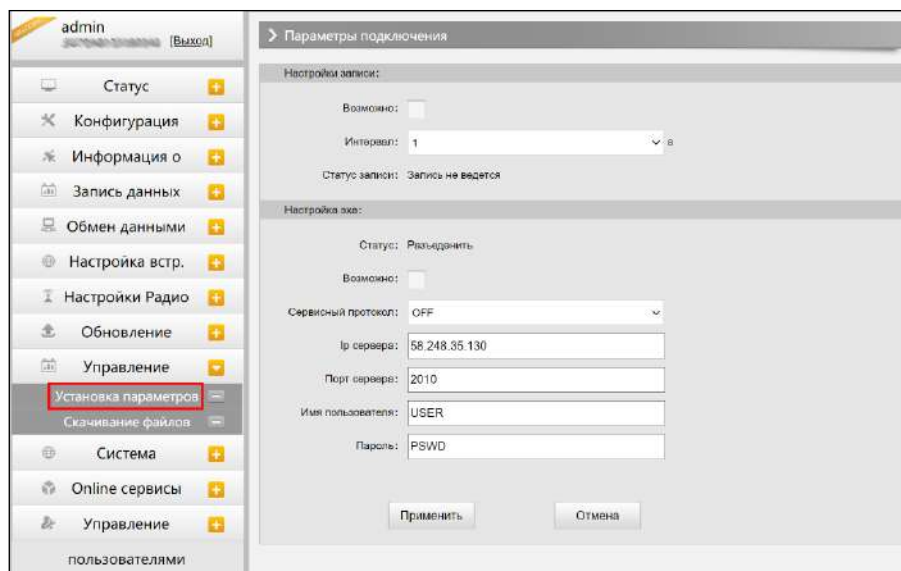 admin
[Выход]
Статус
Конфигурация
Информация о
Запись данных
Обмен данными
Настройка встр.
Настройки Радио
Обновление
Управление
Установка параметров
Скачивание файлов
Система
Online сервисы
Управление
пользователями
Параметры подключения
Настройки записи:
Возможно:
Интервал: 1 в
Статус записи: Запись не ведется
Настройка эха:
Статус: Разъеденить
Возможно:
Сервисный протокол: OFF
Ip сервера: 58.248.35.130
Порт сервера: 2010
Имя пользователя: USER
Пароль: PSWD
Применить Отмена